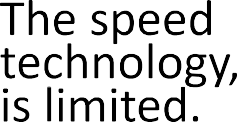 The speed
technology,
is limited.